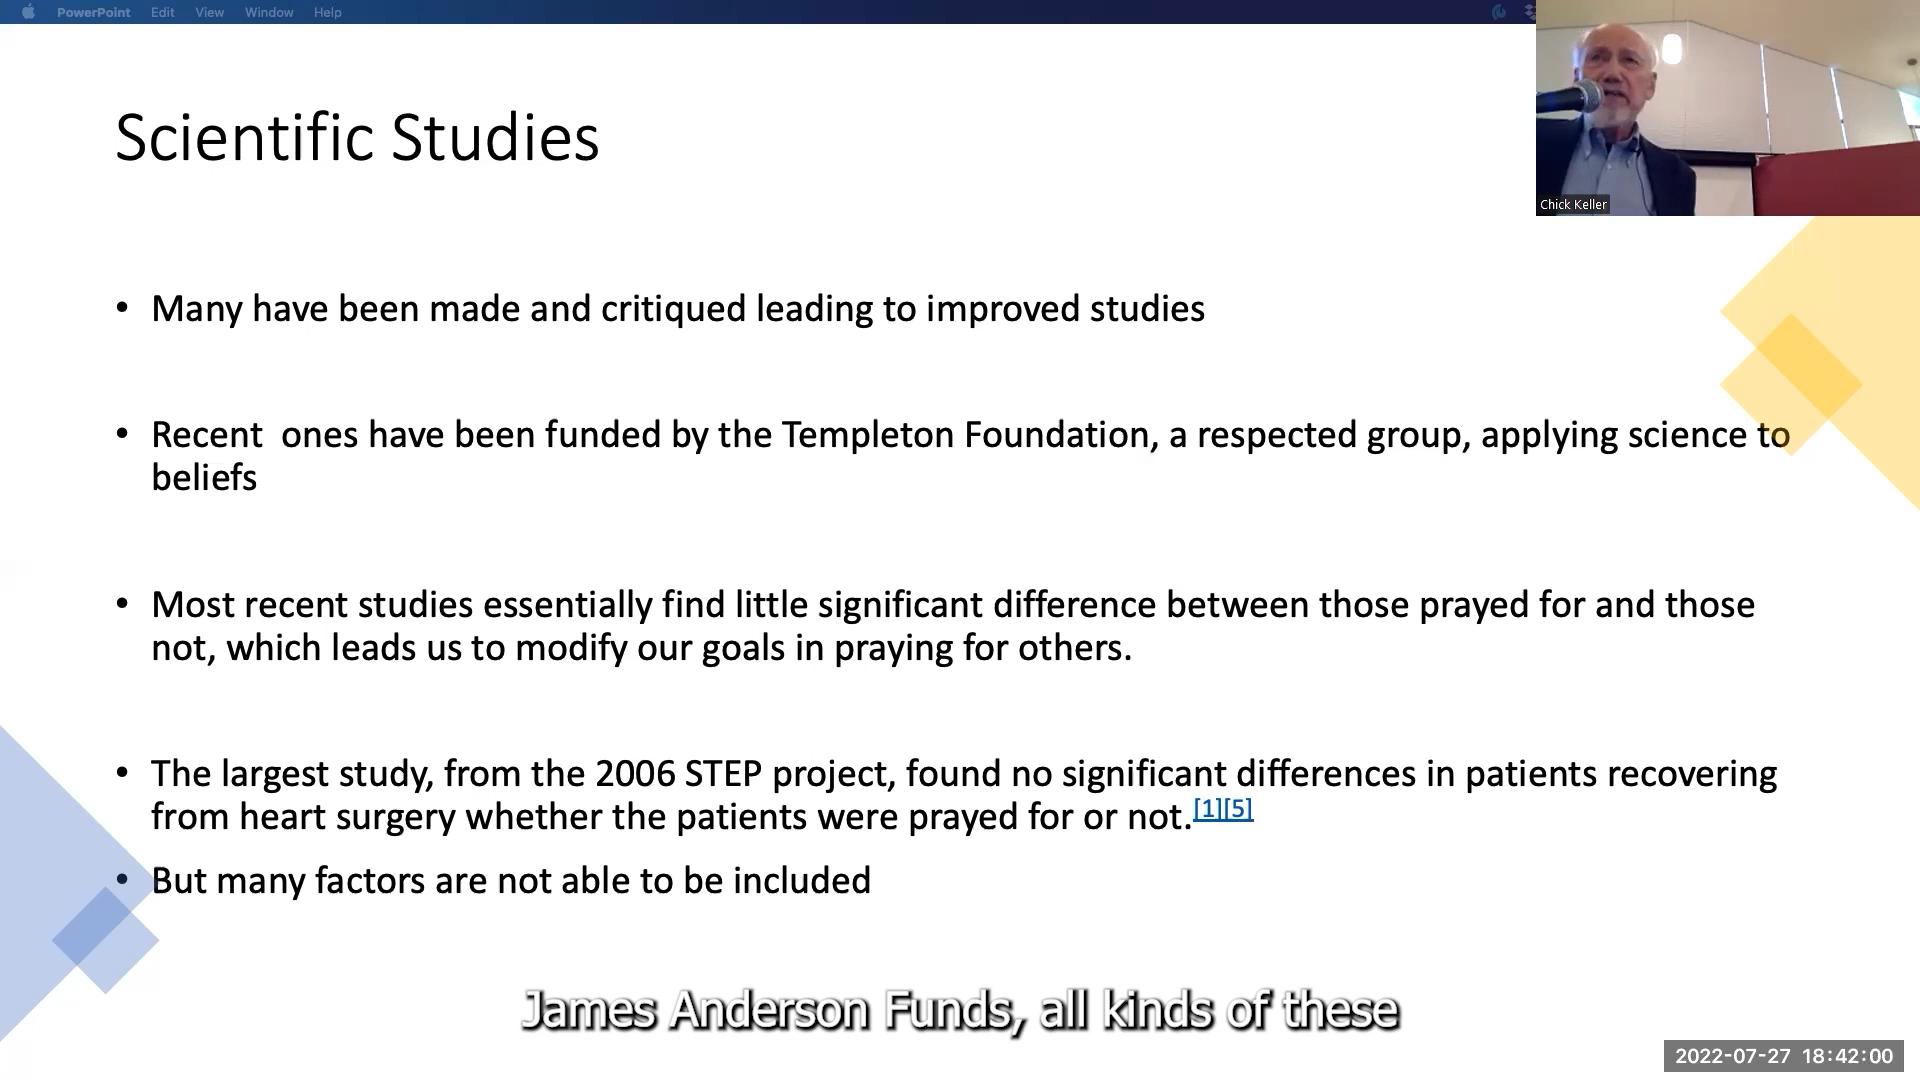 PowerPoint Edit View Window Help
Chick Keller
Scientific Studies
• Many have been made and critiqued leading to improved studies
• Recent  ones have been funded by the Templeton Foundation, a respected group, applying science to
beliefs
• Most recent studies essentially find little significant difference between those prayed for and those
not, which leads us to modify our goals in praying for others.
• The largest study, from the 2006 STEP project, found no significant differences in patients recovering
from heart surgery whether the patients were prayed for or not.[1][5]
• But many factors are not able to be included
James Anderson Funds, all kinds of these
2022-07-27 18:42:00